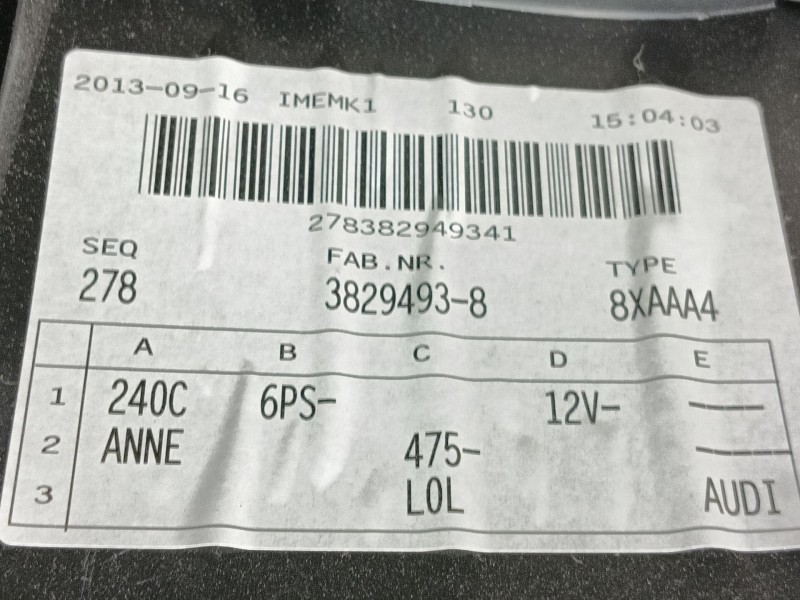 2013-09-16 IMEMK1 130 15:04:03
278382949341
SEQ FAB.NR. TYPE
278 3829493-8 8XAAA4
A B C D E
1 240C 6PS- 12V- -----
2 ANNE 475- -----
3 LOL AUDI